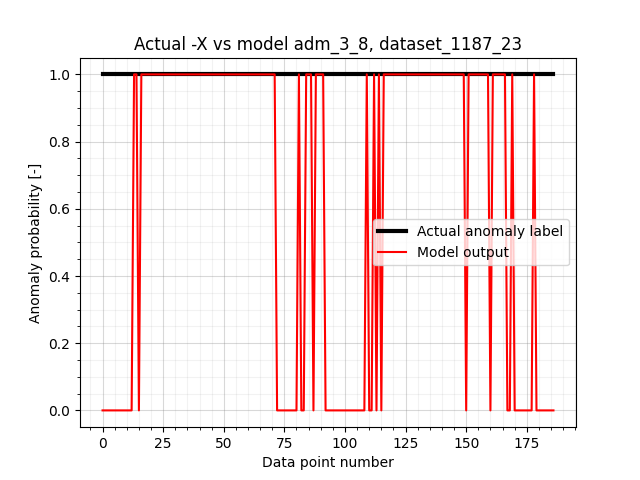 Actual -X vs model adm_3_8, dataset_1187_23
1.0
0.8
0.6
0.4
0.2
0.0
Anomaly probability [-]
Actual anomaly label
Model output
0 25 50 75 100 125 150 175
Data point number